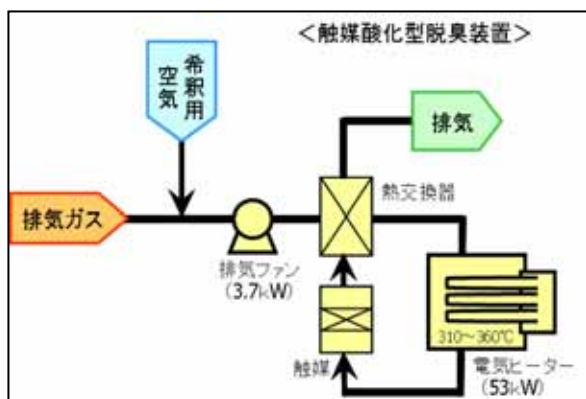 ＜触媒酸化型脱臭装置＞
希釈用
空気
排気
排気ガス
熱交換器
排気ファン
(3.7kW)
310～360℃
触媒
電気ヒーター
(53kW)